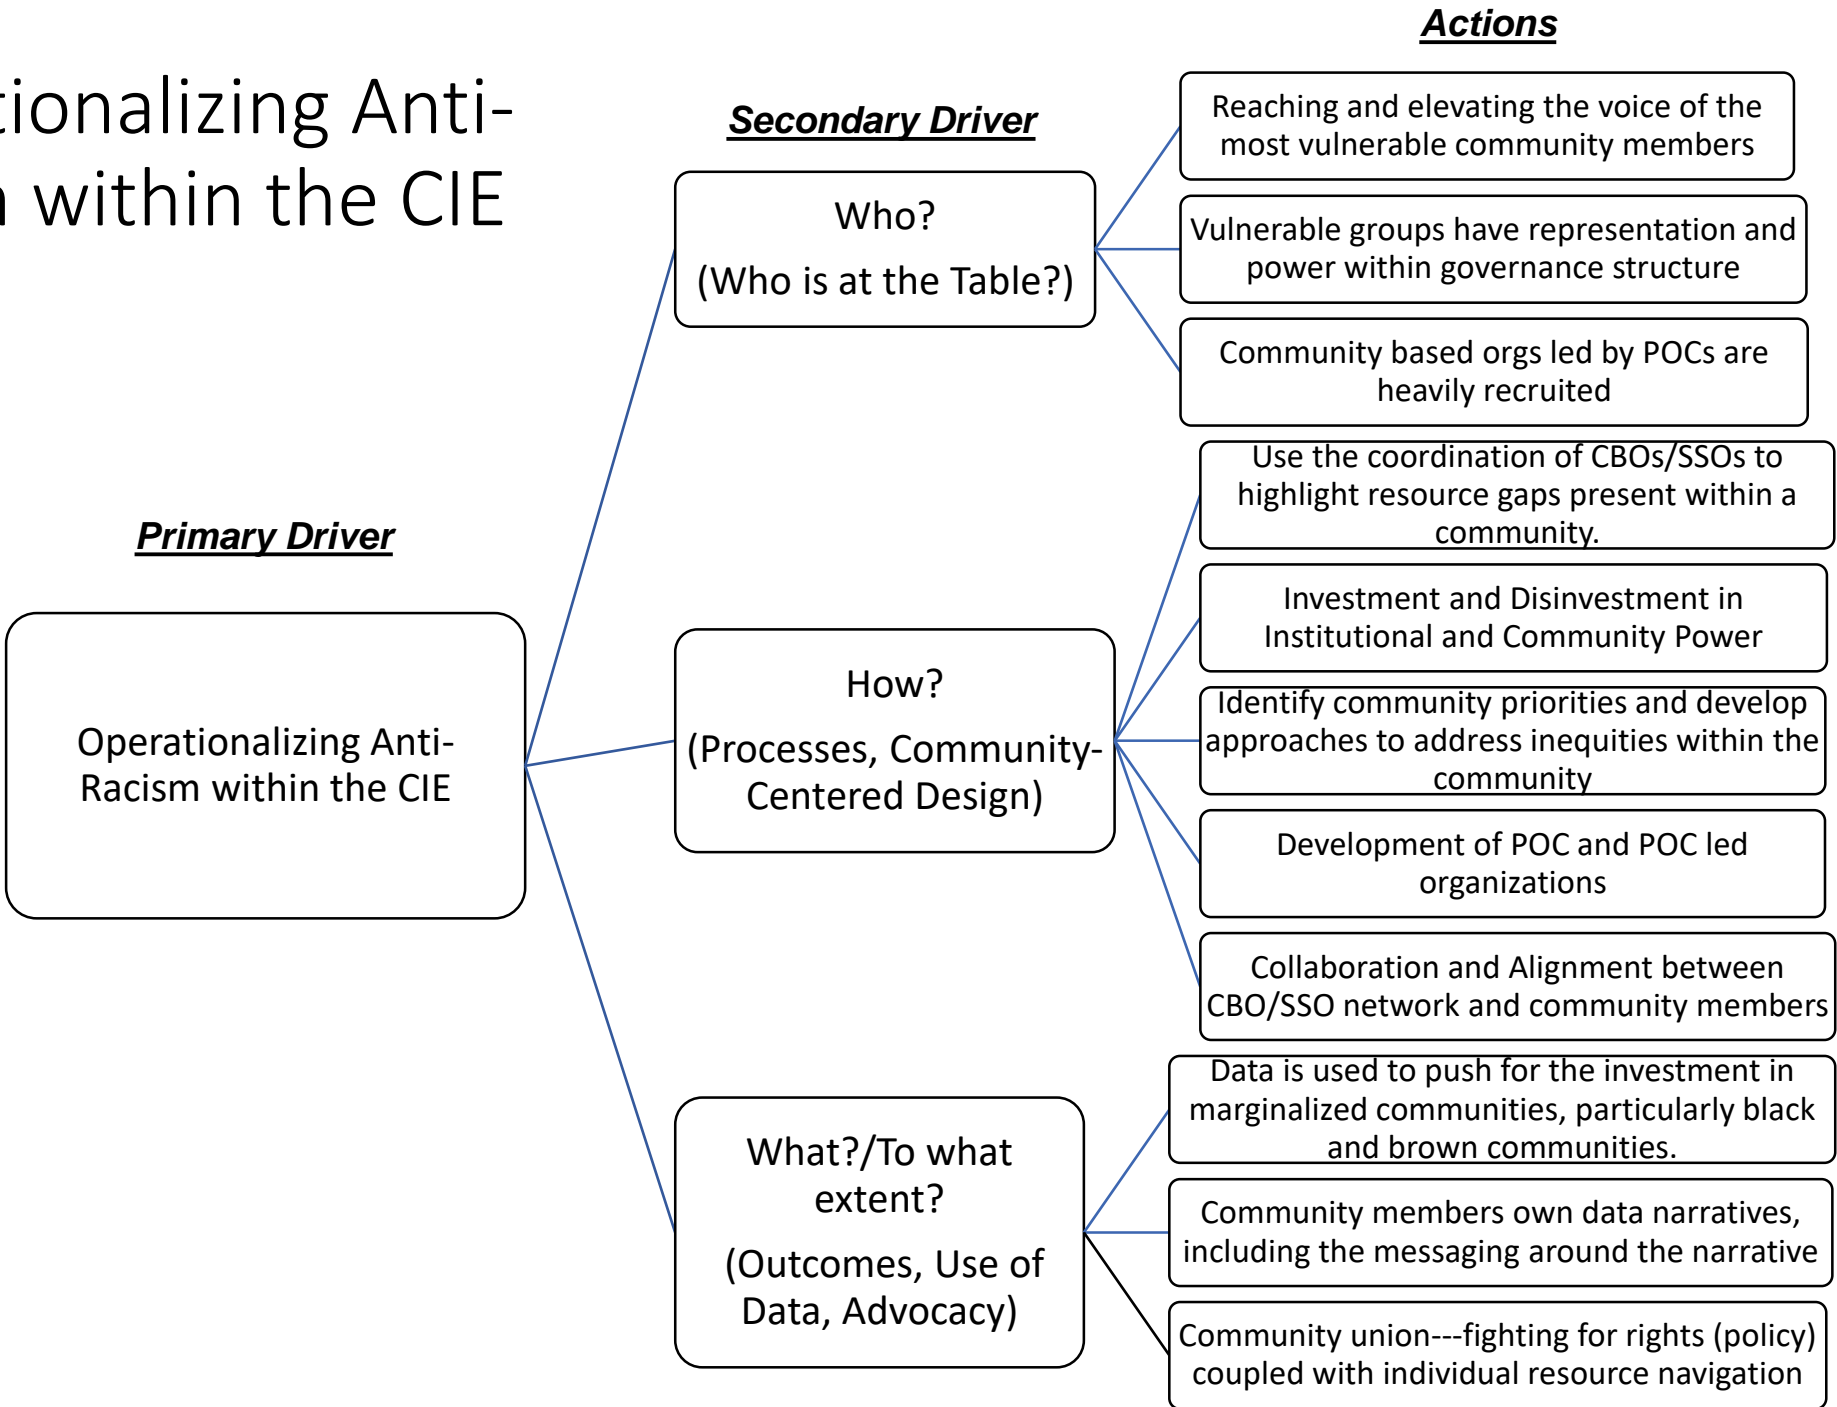 tionalizing Anti-
within the CIE
Primary Driver
Operationalizing Anti-
Racism within the CIE
Secondary Driver
Who?
(Who is at the Table?)
How?
(Processes, Community-
Centered Design)
What?/To what
extent?
(Outcomes, Use of
Data, Advocacy)
Actions
Reaching and elevating the voice of the
most vulnerable community members
Vulnerable groups have representation and
power within governance structure
Community based orgs led by POCs are
heavily recruited
Use the coordination of CBOs/SSOs to
highlight resource gaps present within a
community.
Investment and Disinvestment in
Institutional and Community Power
Identify community priorities and develop
approaches to address inequities within the
community
Development of POC and POC led
organizations
Collaboration and Alignment between
CBO/SSO network and community members
Data is used to push for the investment in
marginalized communities, particularly black
and brown communities.
Community members own data narratives,
including the messaging around the narrative
Community union---fighting for rights (policy)
coupled with individual resource navigation